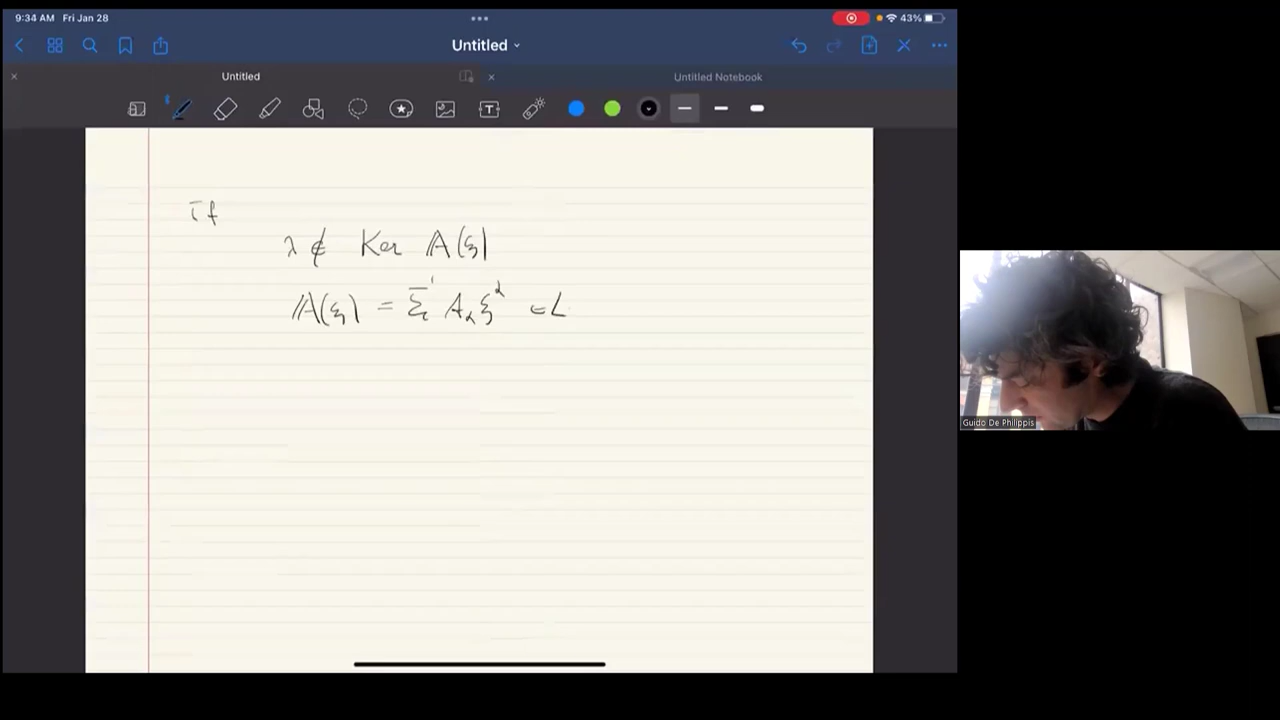 9:34 AM Fri Jan 28
43%
Untitled
Untitled
Untitled Notebook
If
λ ∉ Ker 𝔸(ξ)
𝔸(ξ) = Σ' A_α ξ^α ∈ L
Guido De Philippis